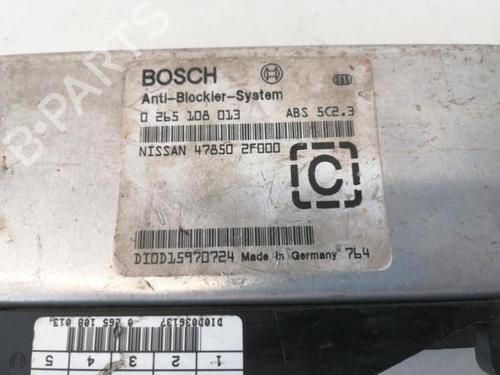 BOSCH
065
Anti-Blockier-System
0 265 108 013 ABS 5C2.3
NISSAN 47850 2F000
C
DIOD15970724 Made in Germany 764
DIOD036137 0 265 108 013
5 4 3 2 1
B-PARTS